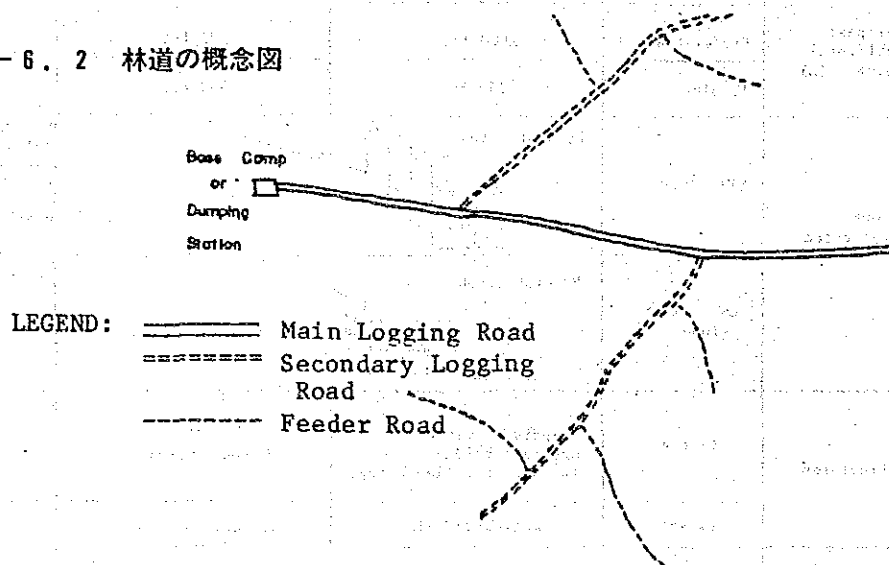 -6. 2 林道の概念図
Base Camp
or
Dumping
Station
LEGEND:
Main Logging Road
Secondary Logging
Road
Feeder Road